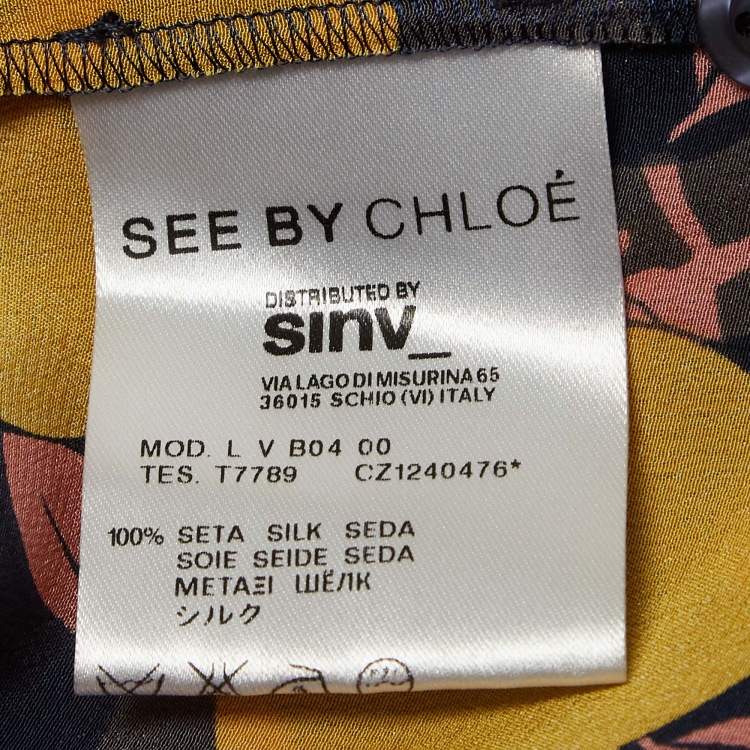 SEE BY CHLOÉ
DISTRIBUTED BY
sinv_
VIA LAGO DI MISURINA 65
36015 SCHIO (VI) ITALY
MOD. L V B04 00
TES. T7789 CZ1240476*
100% SETA SILK SEDA
SOIE SEIDE SEDA
ΜΕΤΑΞΙ ШЁЛК
シルク